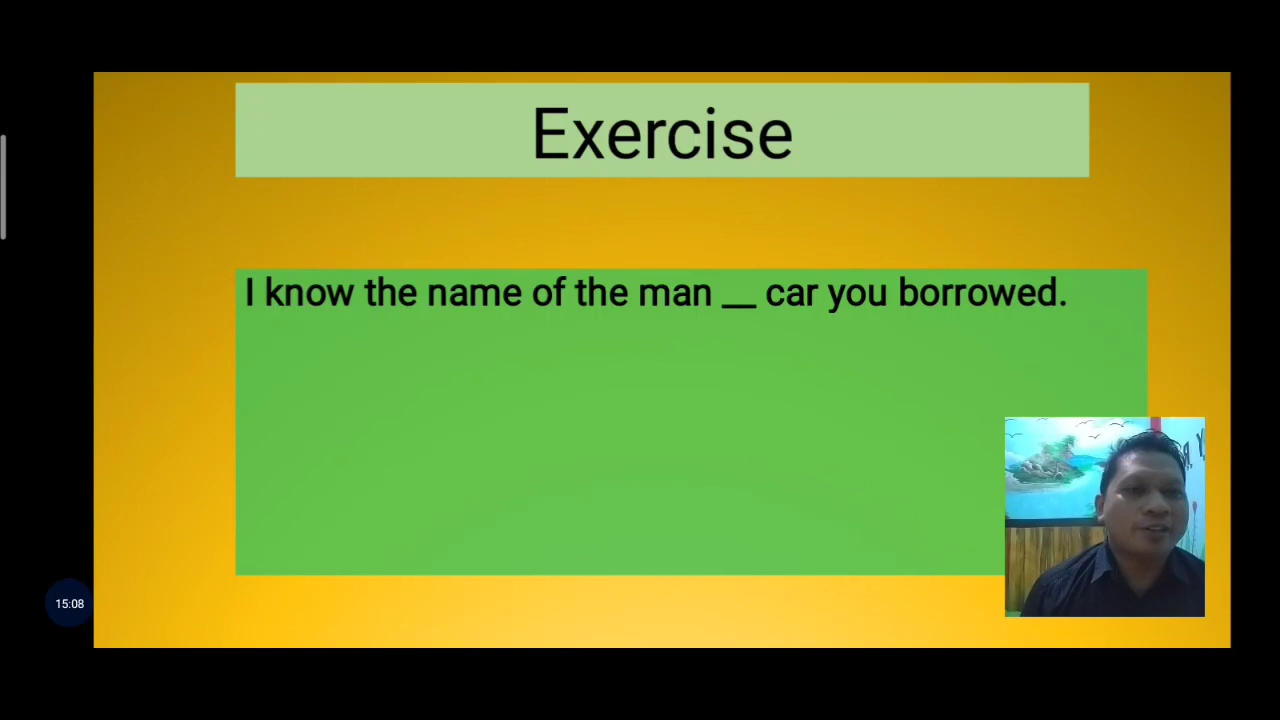 Exercise
I know the name of the man __ car you borrowed.
15:08